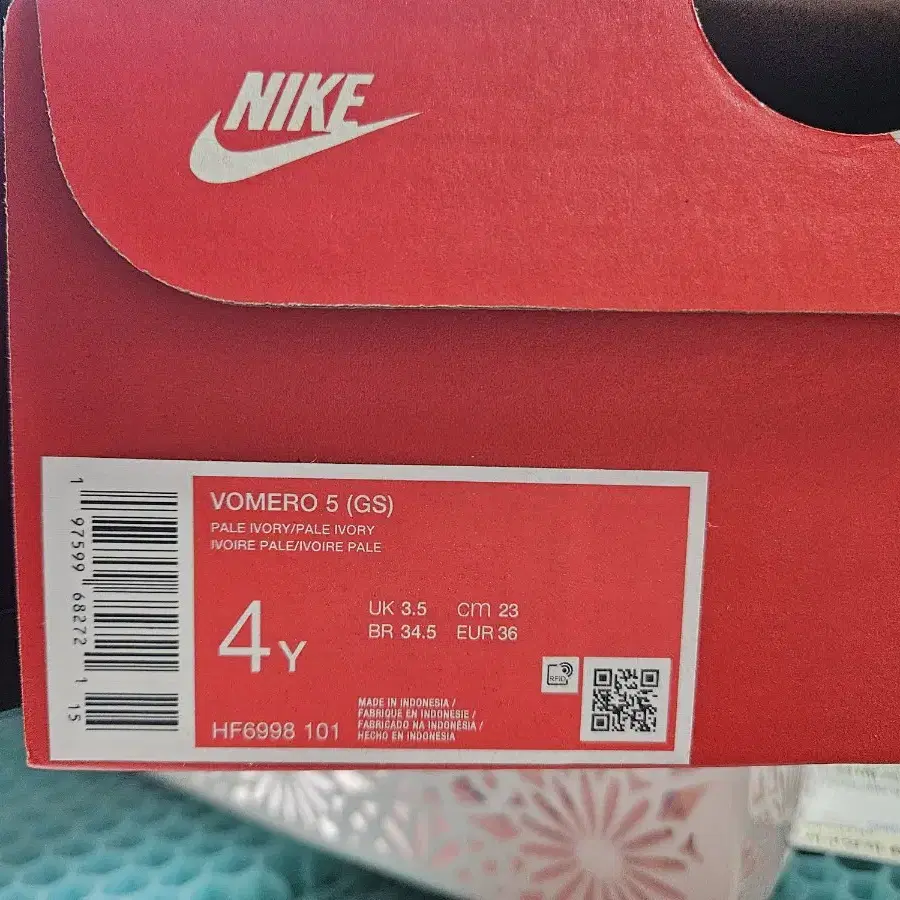 NIKE
VOMERO 5 (GS)
PALE IVORY/PALE IVORY
IVOIRE PALE/IVOIRE PALE
4Y
UK 3.5 cm 23
BR 34.5 EUR 36
RFID
MADE IN INDONESIA /
FABRIQUE EN INDONESIE /
FABRICADO NA INDONÉSIA /
HECHO EN INDONESIA
HF6998 101
1 97599 68272 1 15